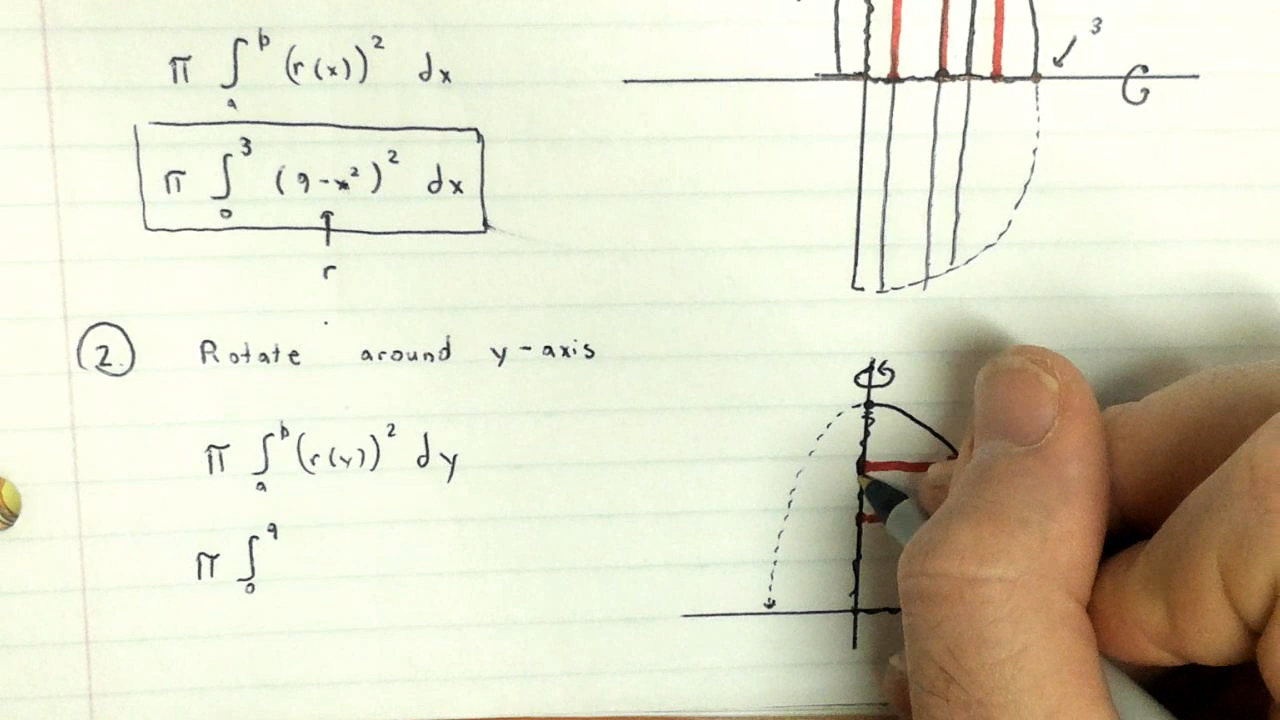 π ∫ₐᵇ (r(x))² dx
3
π ∫₀³ (9-x²)² dx
r
2. Rotate around y-axis
π ∫ₐᵇ (r(y))² dy
π ∫₀⁹